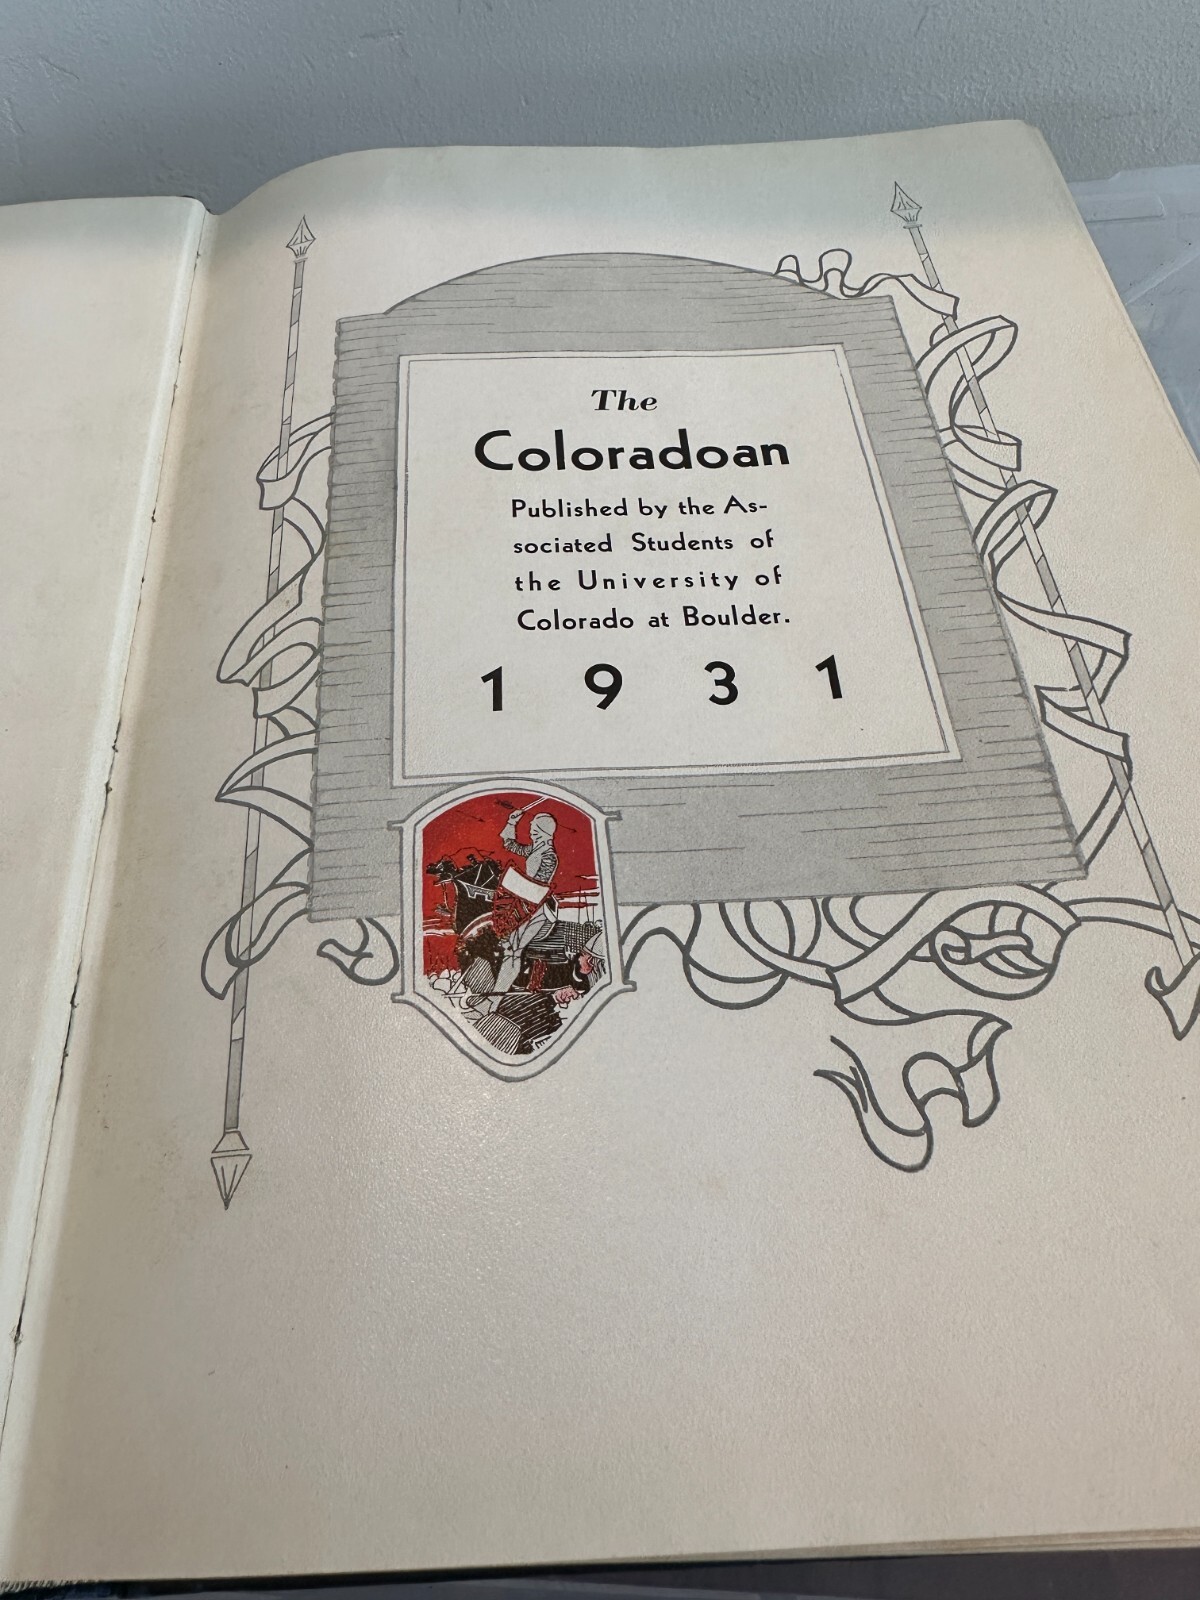 The
Coloradoan
Published by the As-
sociated Students of
the University of
Colorado at Boulder.
1 9 3 1